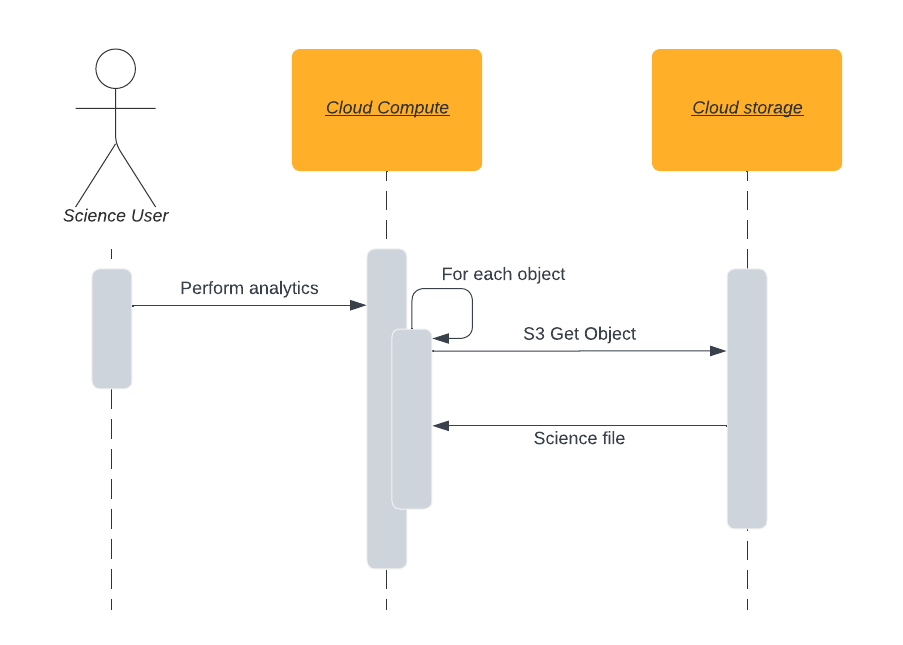 Cloud Compute
Cloud storage
Science User
For each object
Perform analytics
S3 Get Object
Science file